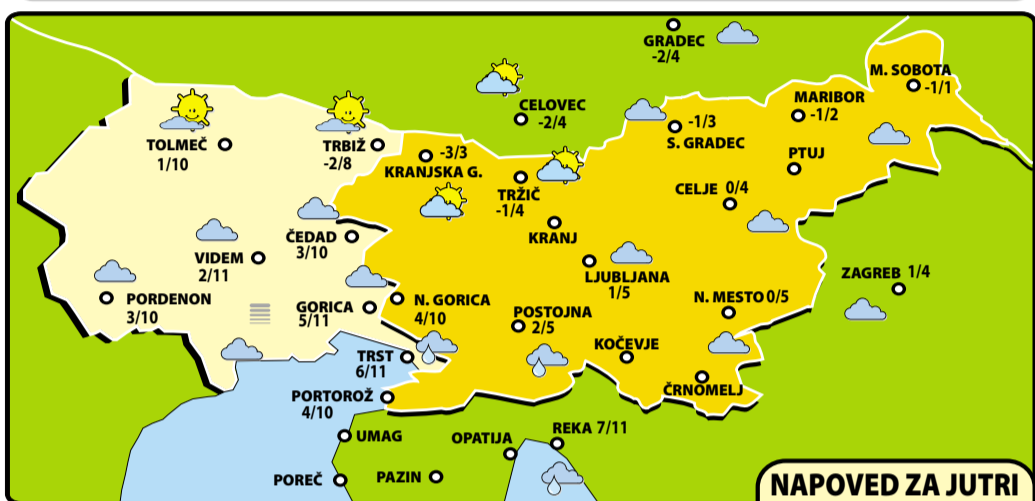 GRADEC
-2/4
M. SOBOTA
-1/1
CELOVEC
-2/4
MARIBOR
-1/2
TOLMEČ
1/10
TRBIŽ
-2/8
-3/3
KRANJSKA G.
-1/3
S. GRADEC
PTUJ
TRŽIČ
-1/4
CELJE 0/4
KRANJ
ČEDAD
3/10
VIDEM
2/11
LJUBLJANA
1/5
ZAGREB 1/4
PORDENON
3/10
GORICA
5/11
N. GORICA
4/10
N. MESTO 0/5
POSTOJNA
2/5
KOČEVJE
TRST
6/11
ČRNOMELJ
PORTOROŽ
4/10
UMAG
OPATIJA
REKA 7/11
POREČ
PAZIN
NAPOVED ZA JUTRI